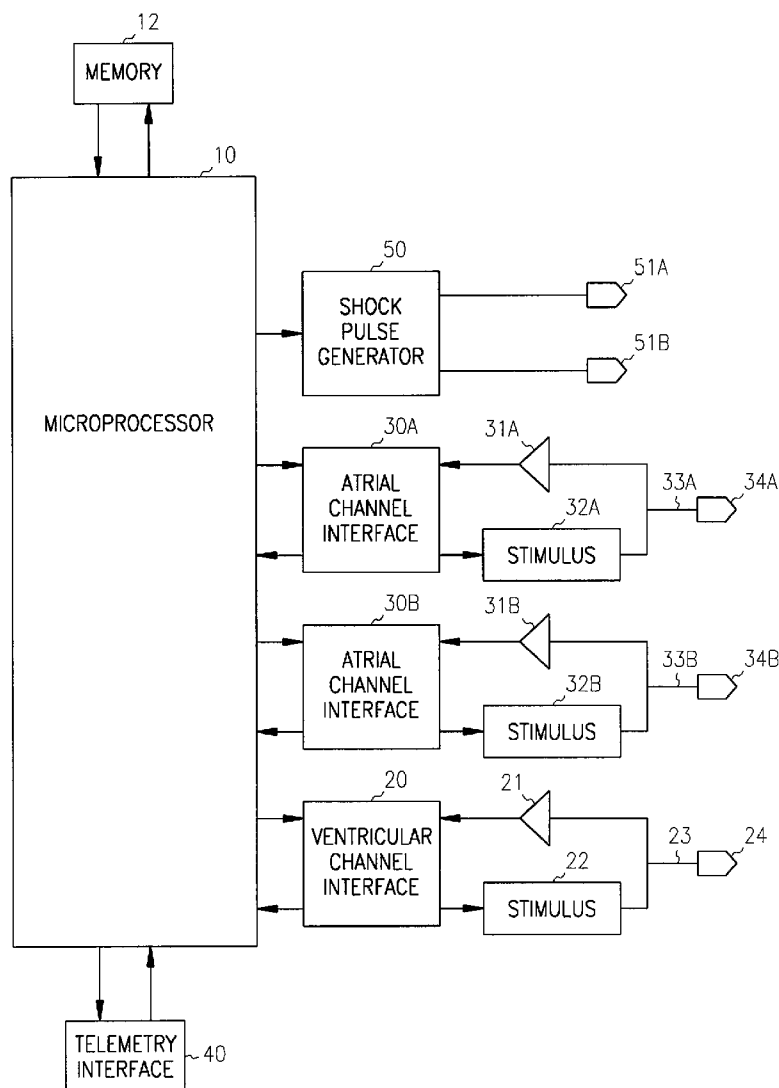 12
MEMORY
10
MICROPROCESSOR
50
SHOCK
PULSE
GENERATOR
51A
51B
30A
ATRIAL
CHANNEL
INTERFACE
31A
32A
STIMULUS
33A
34A
30B
ATRIAL
CHANNEL
INTERFACE
31B
32B
STIMULUS
33B
34B
20
VENTRICULAR
CHANNEL
INTERFACE
21
22
STIMULUS
23
24
TELEMETRY
INTERFACE
40